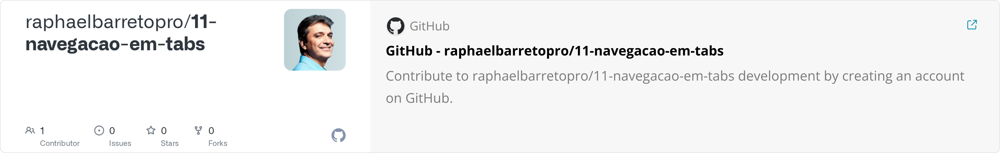 raphaelbarretopro/11-
navegacao-em-tabs
1
Contributor
0
Issues
0
Stars
0
Forks
GitHub
GitHub - raphaelbarretopro/11-navegacao-em-tabs
Contribute to raphaelbarretopro/11-navegacao-em-tabs development by creating an account
on GitHub.